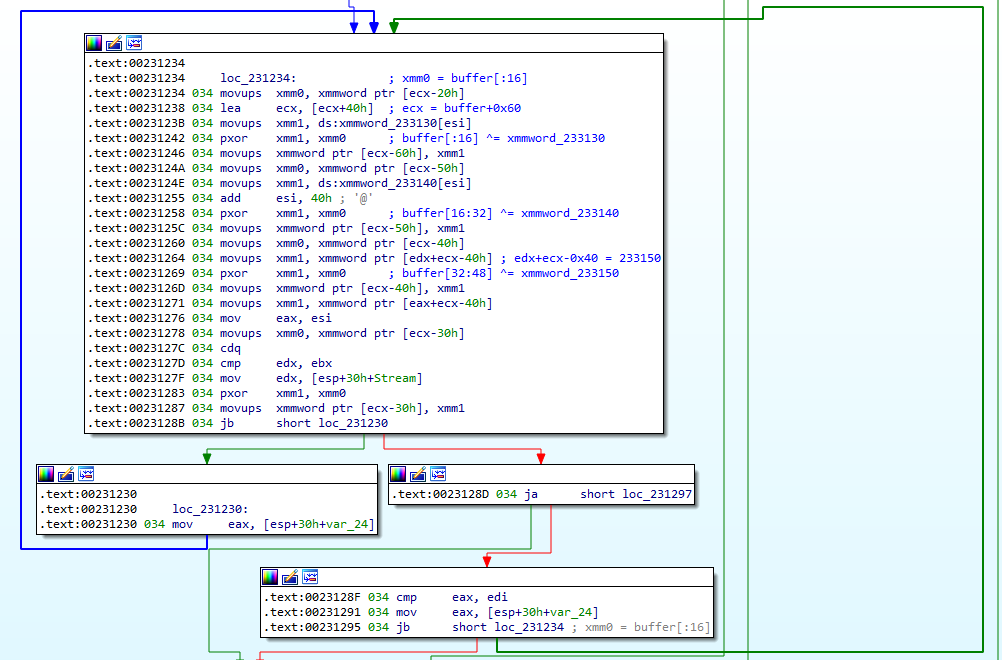 .text:00231234
.text:00231234 loc_231234: ; xmm0 = buffer[:16]
.text:00231234 034 movups xmm0, xmmword ptr [ecx-20h]
.text:00231238 034 lea ecx, [ecx+40h] ; ecx = buffer+0x60
.text:0023123B 034 movups xmm1, ds:xmmword_233130[esi]
.text:00231242 034 pxor xmm1, xmm0 ; buffer[:16] ^= xmmword_233130
.text:00231246 034 movups xmmword ptr [ecx-60h], xmm1
.text:0023124A 034 movups xmm0, xmmword ptr [ecx-50h]
.text:0023124E 034 movups xmm1, ds:xmmword_233140[esi]
.text:00231255 034 add esi, 40h ; '@'
.text:00231258 034 pxor xmm1, xmm0 ; buffer[16:32] ^= xmmword_233140
.text:0023125C 034 movups xmmword ptr [ecx-50h], xmm1
.text:00231260 034 movups xmm0, xmmword ptr [ecx-40h]
.text:00231264 034 movups xmm1, xmmword ptr [edx+ecx-40h] ; edx+ecx-0x40 = 233150
.text:00231269 034 pxor xmm1, xmm0 ; buffer[32:48] ^= xmmword_233150
.text:0023126D 034 movups xmmword ptr [ecx-40h], xmm1
.text:00231271 034 movups xmm1, xmmword ptr [eax+ecx-40h]
.text:00231276 034 mov eax, esi
.text:00231278 034 movups xmm0, xmmword ptr [ecx-30h]
.text:0023127C 034 cdq
.text:0023127D 034 cmp edx, ebx
.text:0023127F 034 mov edx, [esp+30h+Stream]
.text:00231283 034 pxor xmm1, xmm0
.text:00231287 034 movups xmmword ptr [ecx-30h], xmm1
.text:0023128B 034 jb short loc_231230
.text:00231230
.text:00231230 loc_231230:
.text:00231230 034 mov eax, [esp+30h+var_24]
.text:0023128D 034 ja short loc_231297
.text:0023128F 034 cmp eax, edi
.text:00231291 034 mov eax, [esp+30h+var_24]
.text:00231295 034 jb short loc_231234 ; xmm0 = buffer[:16]